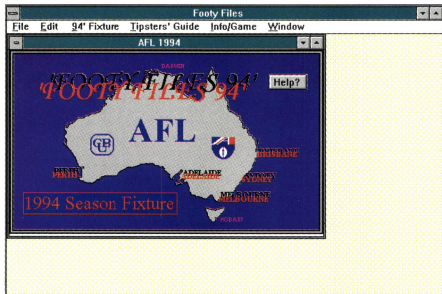 Footy Files
File Edit 94' Fixture Tipsters' Guide Info/Game Window
AFL 1994
DARWIN
'FOOTY FILES 94'
Help?
AFL
BRISBANE
PERTH
ADELAIDE
SYDNEY
MELBOURNE
1994 Season Fixture
HOBART